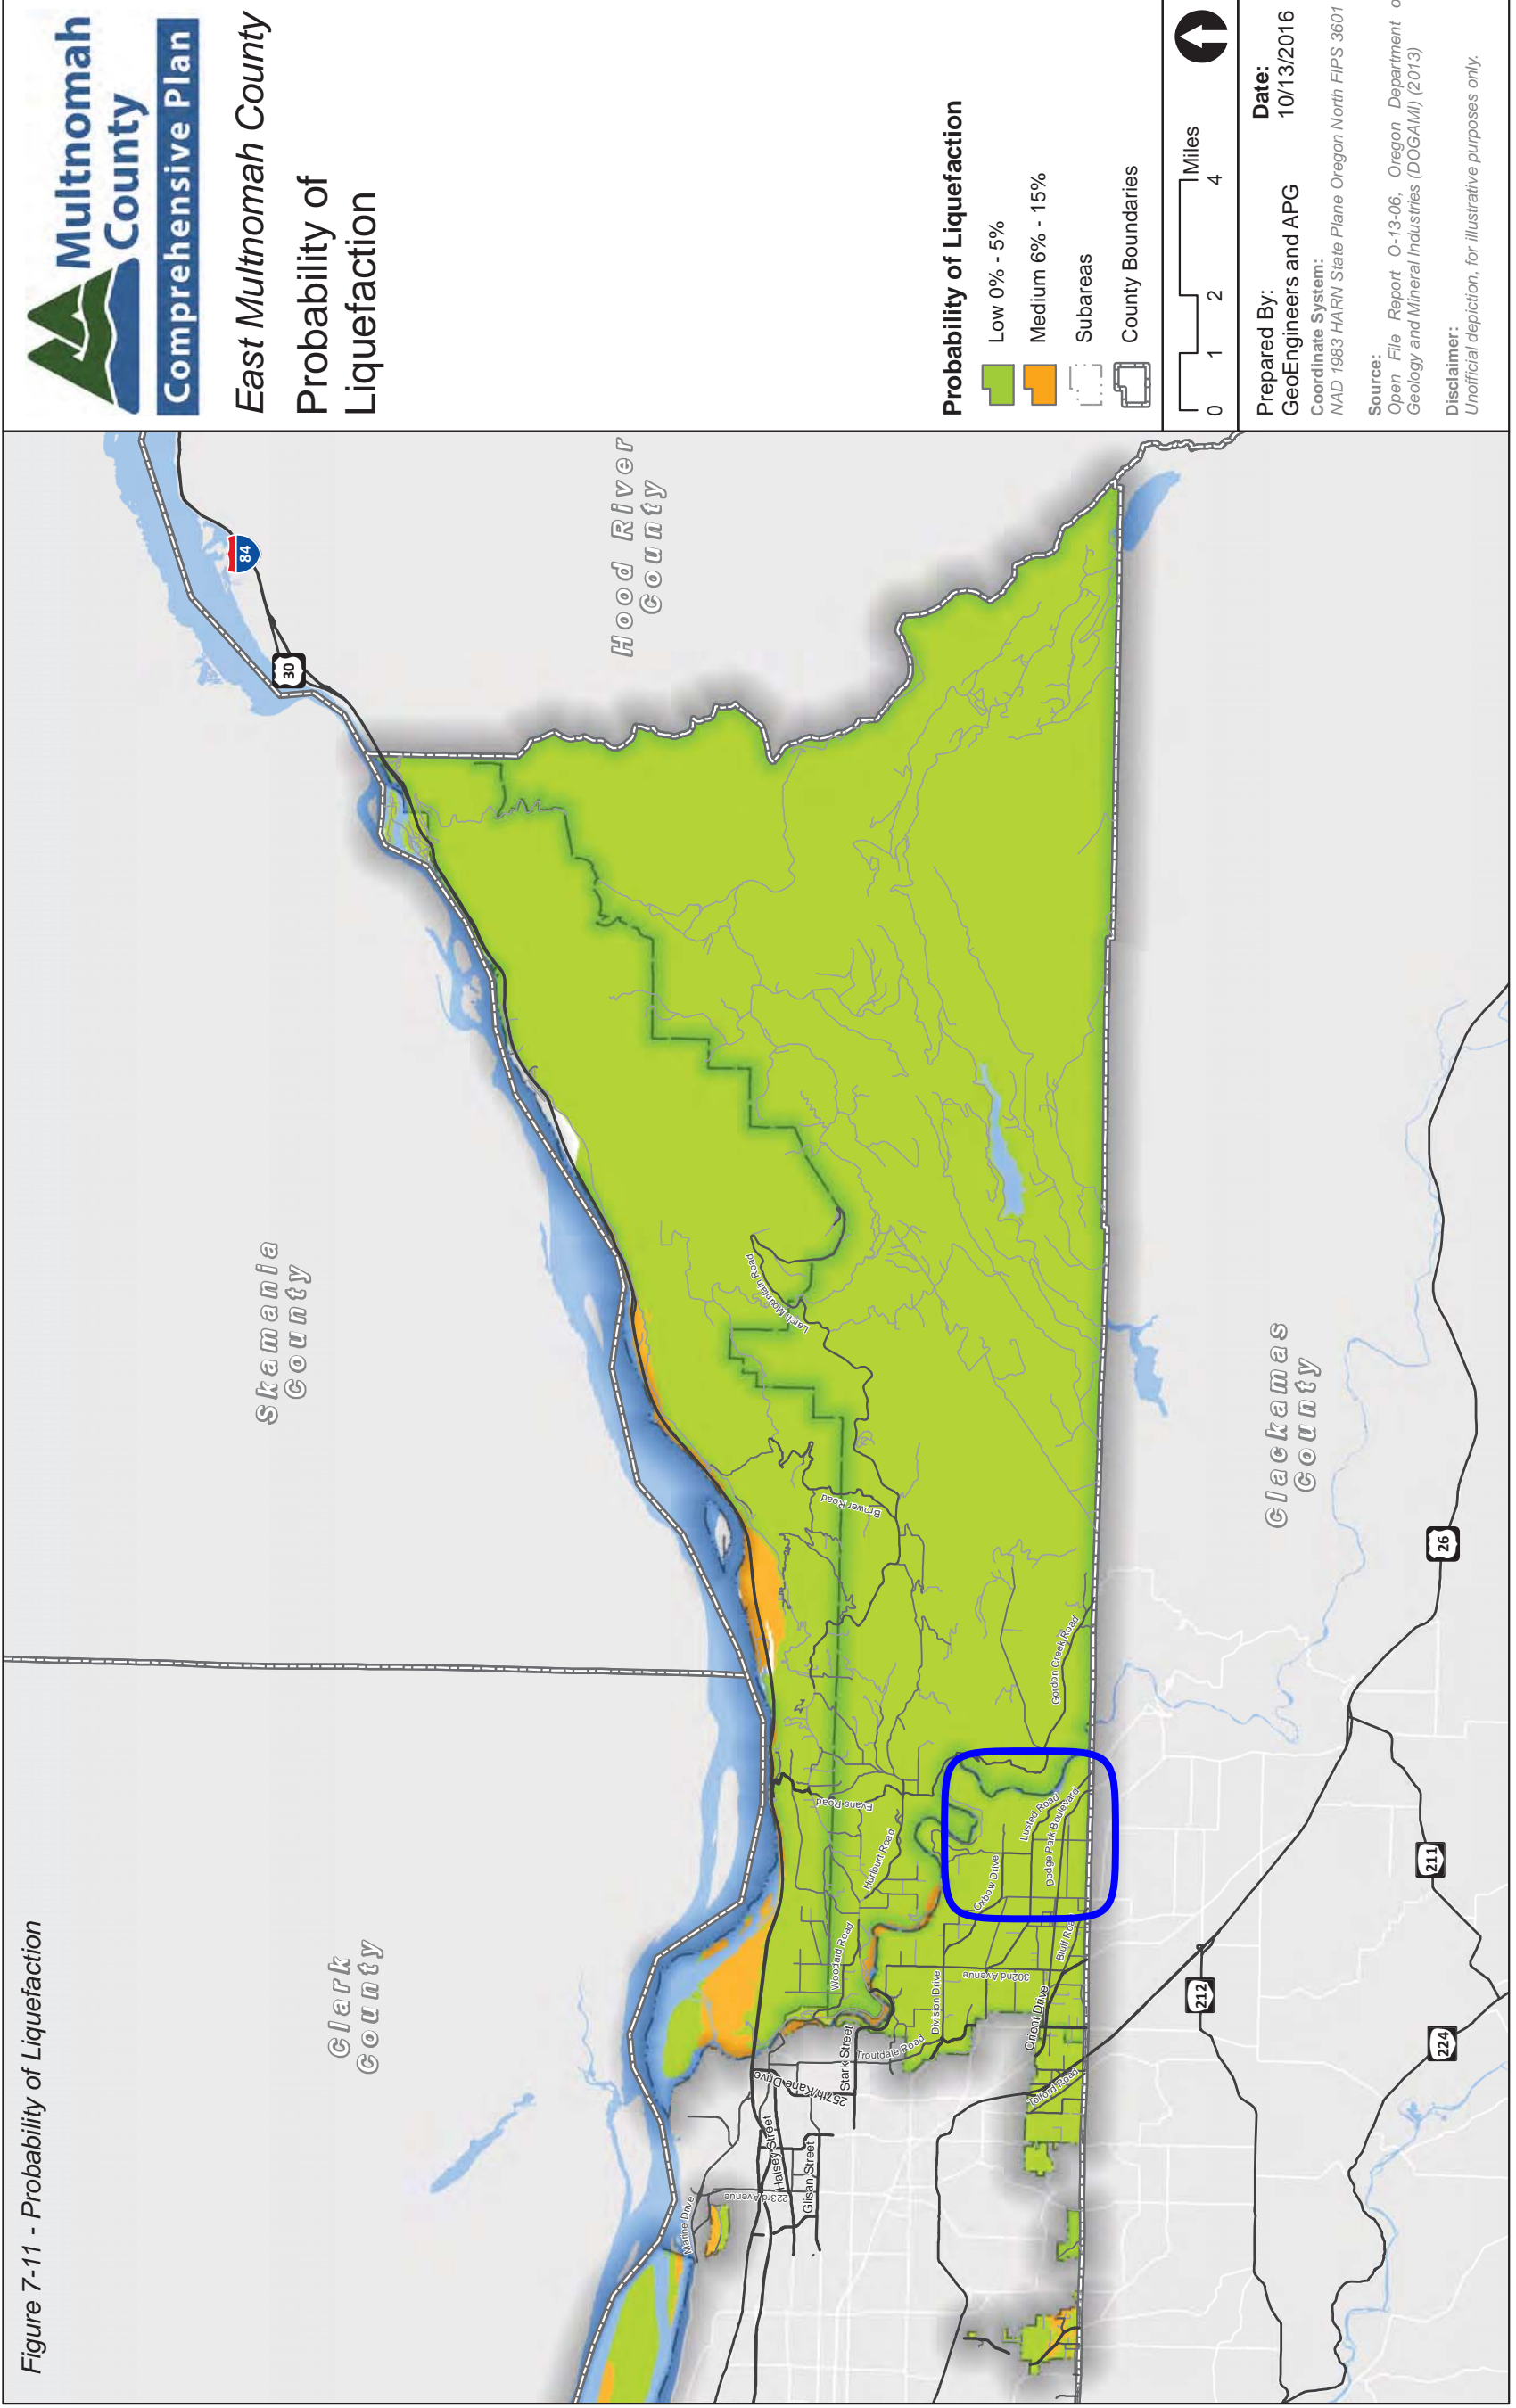 Figure 7-11 - Probability of Liquefaction
Multnomah
County
Comprehensive Plan
East Multnomah County
Probability of
Liquefaction
Probability of Liquefaction
Low 0% - 5%
Medium 6% - 15%
Subareas
County Boundaries
0 1 2 4 Miles
Prepared By:
GeoEngineers and APG
Date:
10/13/2016
Coordinate System:
NAD 1983 HARN State Plane Oregon North FIPS 3601
Source:
Open File Report O-13-06, Oregon Department o
Geology and Mineral Industries (DOGAMI) (2013)
Disclaimer:
Unofficial depiction, for illustrative purposes only.
Clark
County
Skamania
County
Hood River
County
Clackamas
County
84
30
26
211
212
224
Marine Drive
223rd Avenue
Halsey Street
Glisan Street
257th/Kane Drive
Stark Street
Troutdale Road
Division Drive
302nd Avenue
Orient Drive
Telford Road
Bluff Road
Woodard Road
Hurlburt Road
Evans Road
Oxbow Drive
Lusted Road
Dodge Park Boulevard
Gordon Creek Road
Brower Road
Larch Mountain Road